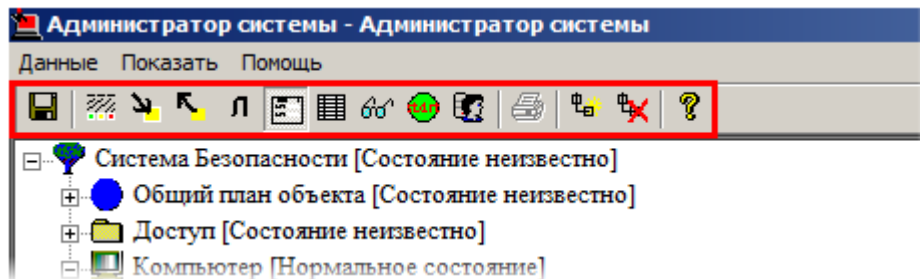 Администратор системы - Администратор системы
Данные Показать Помощь
Л start
Система Безопасности [Состояние неизвестно]
Общий план объекта [Состояние неизвестно]
Доступ [Состояние неизвестно]
Компьютер [Нормальное состояние]